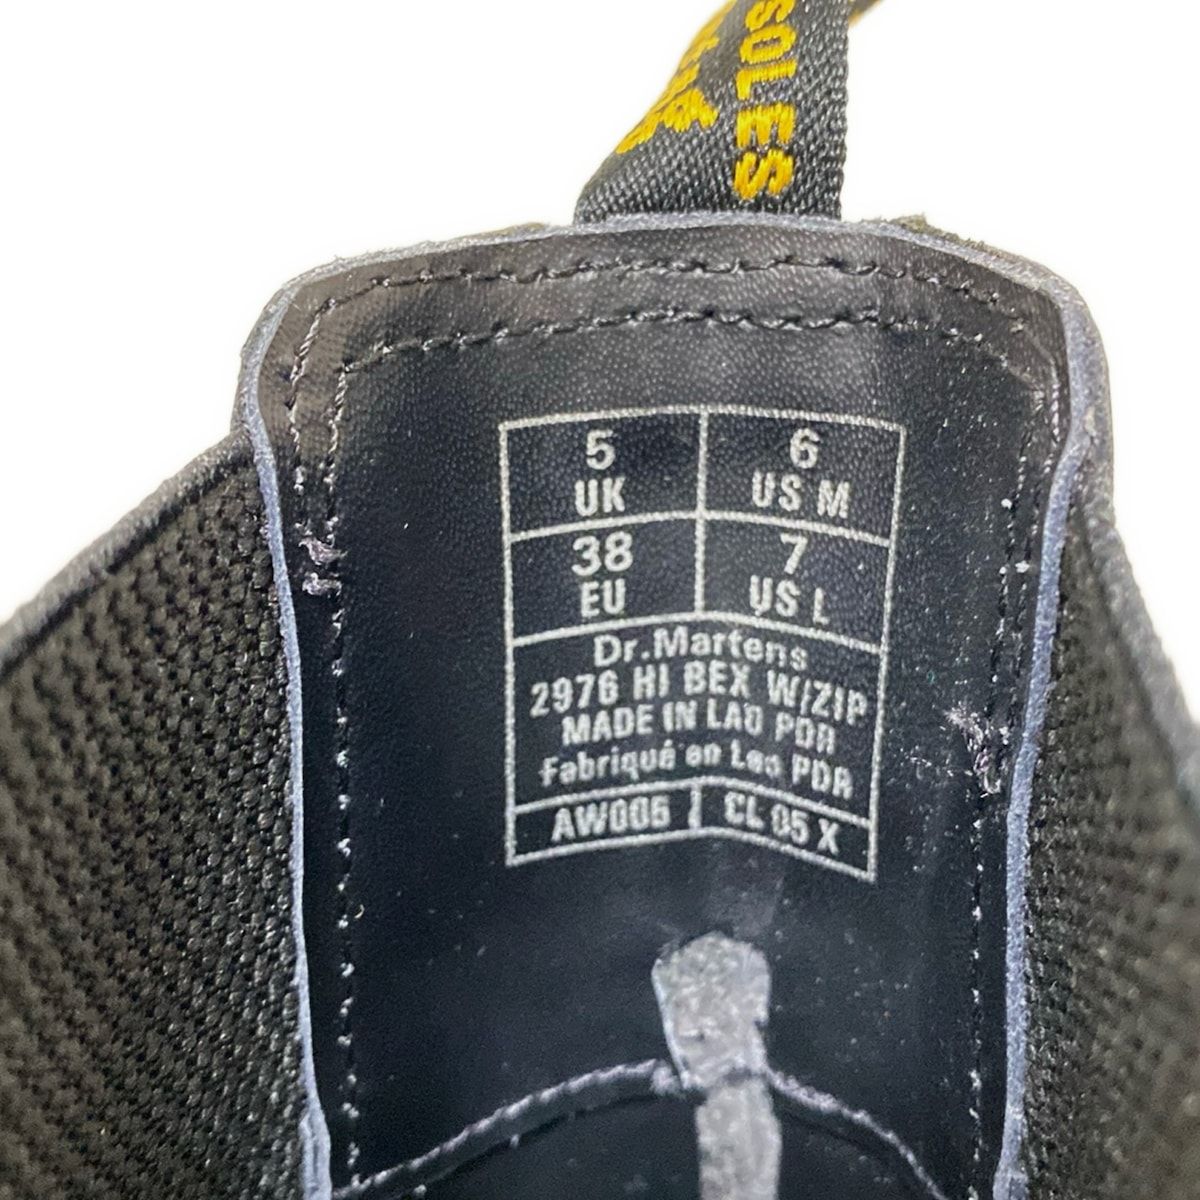 SOLES
5 6
UK US M
38 7
EU US L
Dr.Martens
2976 HI BEX W/ZIP
MADE IN LAO PDR
Fabriqué en Lao PDR
AW006 CL 05 X